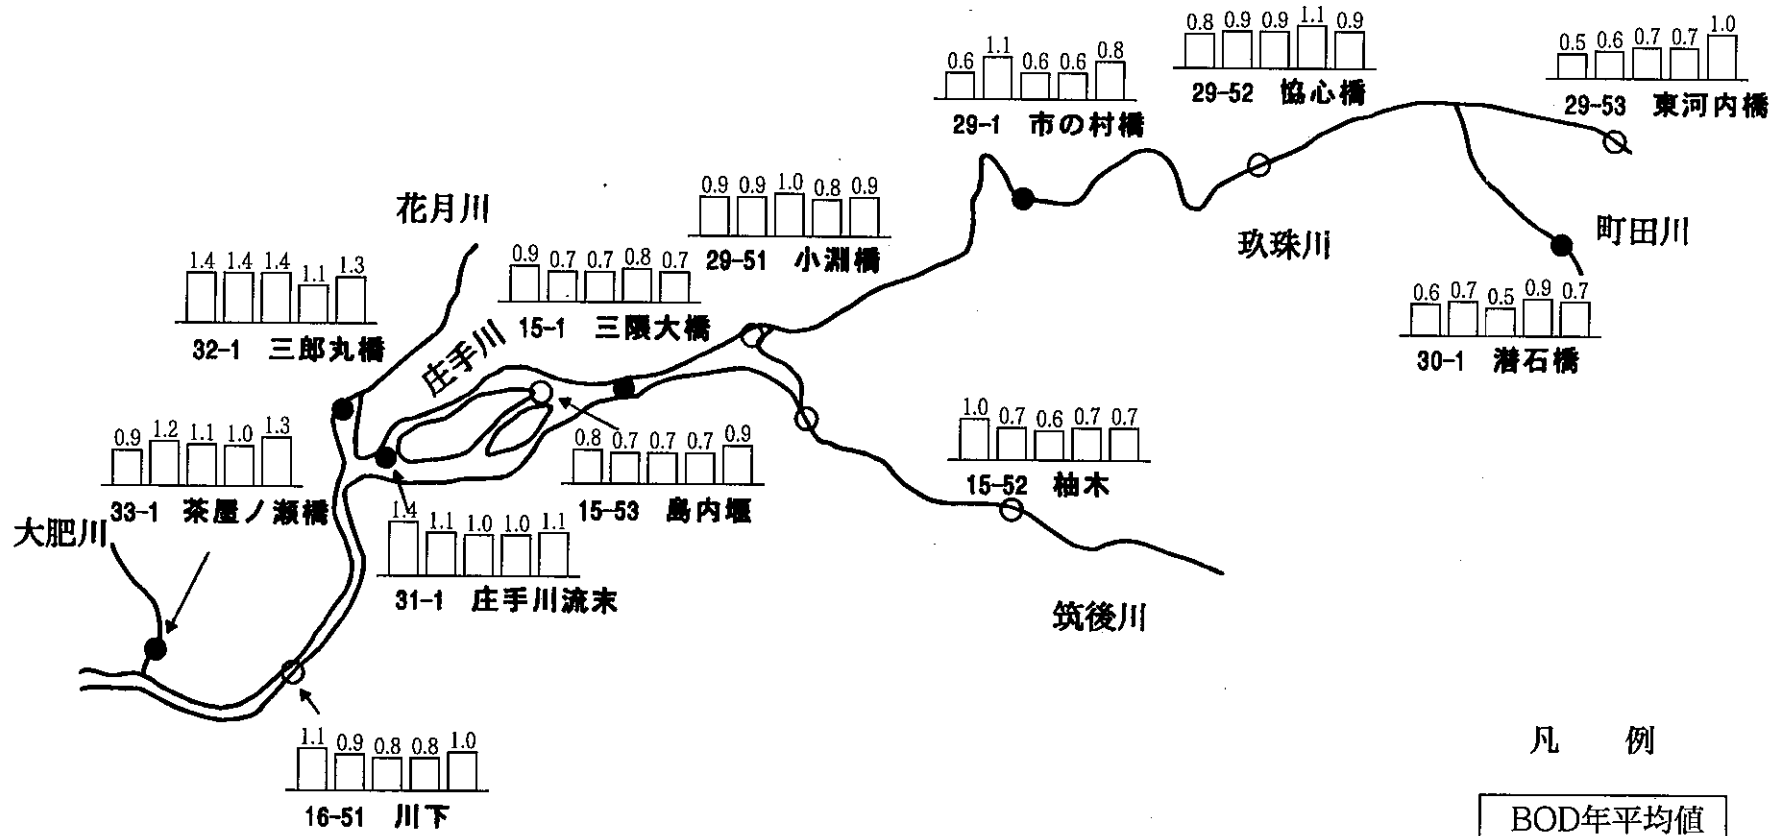 0.8 0.9 0.9 1.1 0.9
29-52 協心橋
0.5 0.6 0.7 0.7 1.0
29-53 東河内橋
0.6 1.1 0.6 0.6 0.8
29-1 市の村橋
花月川
0.9 0.9 1.0 0.8 0.9
29-51 小淵橋
玖珠川
町田川
1.4 1.4 1.4 1.1 1.3
32-1 三郎丸橋
0.9 0.7 0.7 0.8 0.7
15-1 三隈大橋
庄手川
0.6 0.7 0.5 0.9 0.7
30-1 潜石橋
0.9 1.2 1.1 1.0 1.3
33-1 茶屋ノ瀬橋
大肥川
0.8 0.7 0.7 0.7 0.9
15-53 島内堰
1.0 0.7 0.6 0.7 0.7
15-52 柚木
1.4 1.1 1.0 1.0 1.1
31-1 庄手川流末
筑後川
1.1 0.9 0.8 0.8 1.0
16-51 川下
凡 例
BOD年平均値